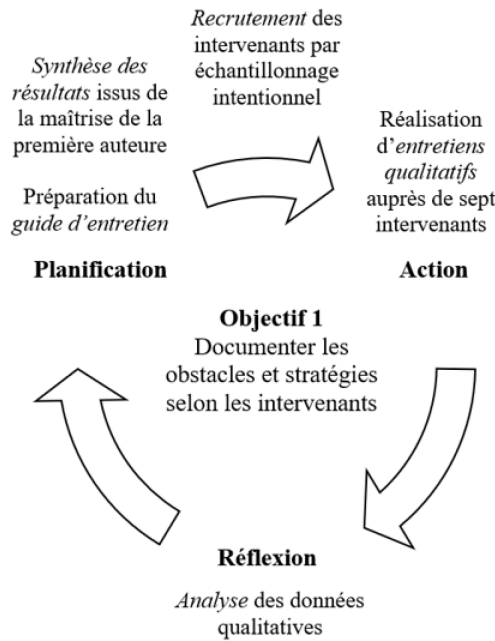 Recrutement des
intervenants par
échantillonnage
intentionnel
Synthèse des
résultats issus de
la maîtrise de la
première auteure
Préparation du
guide d'entretien
Planification
Réalisation
d'entretiens
qualitatifs
auprès de sept
intervenants
Action
Objectif 1
Documenter les
obstacles et stratégies
selon les intervenants
Réflexion
Analyse des données
qualitatives